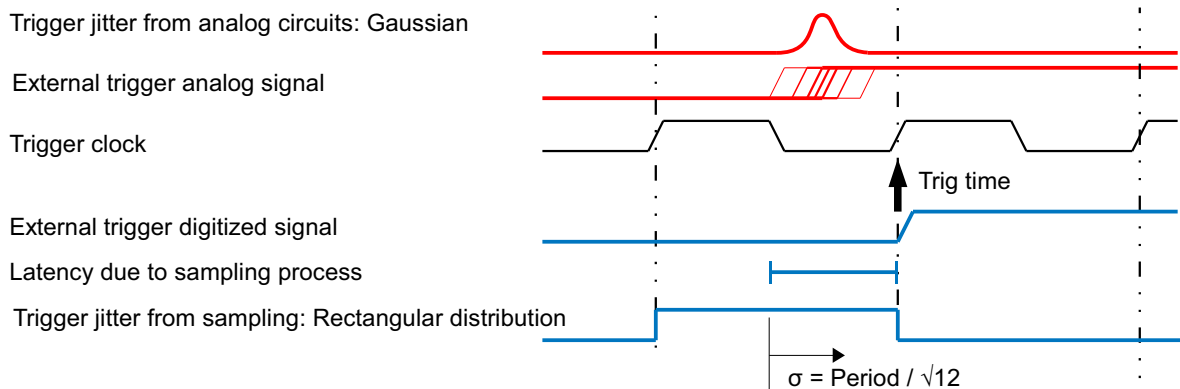 Trigger jitter from analog circuits: Gaussian
External trigger analog signal
Trigger clock
Trig time
External trigger digitized signal
Latency due to sampling process
Trigger jitter from sampling: Rectangular distribution
σ = Period / √12